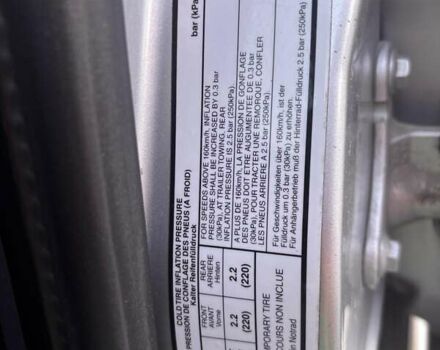 COLD TIRE INFLATION PRESSURE
PRESSION DE GONFLAGE DES PNEUS (A FROID)
Kalter Reifenfülldruck
bar (kPa
FRONT
AVANT
Vorne
REAR
ARRIERE
Hinten
2.2
(220)
2.2
(220)
2.2
(220)
FOR SPEEDS ABOVE 160km/h, INFLATION
PRESSURE SHALL BE INCREASED BY 0.3 bar
(30kPa), AT TRAILER TOWING, REAR
INFLATION PRESSURE IS 2.5 bar (250kPa).
A PLUS DE 160km/h, LA PRESSION DE GONFLAGE
DES PNEUS DOIT ETRE AUGUMENTEE DE 0.3 bar
(30kPa), POUR TRACTER UNE REMORQUE, CONFLER
LES PNEUS ARRIERE A 2.5 bar (250kPa).
Für Geschwindigkeiten über 160km/h, ist der
Fülldruck um 0.3 bar (30kPa) zu erhöhen.
Für Anhängerbetrieb muß der Hinterrad-Fülldruck 2.5 bar (250kPa)
PORARY TIRE
COURS NON INCLUE
n Notrad